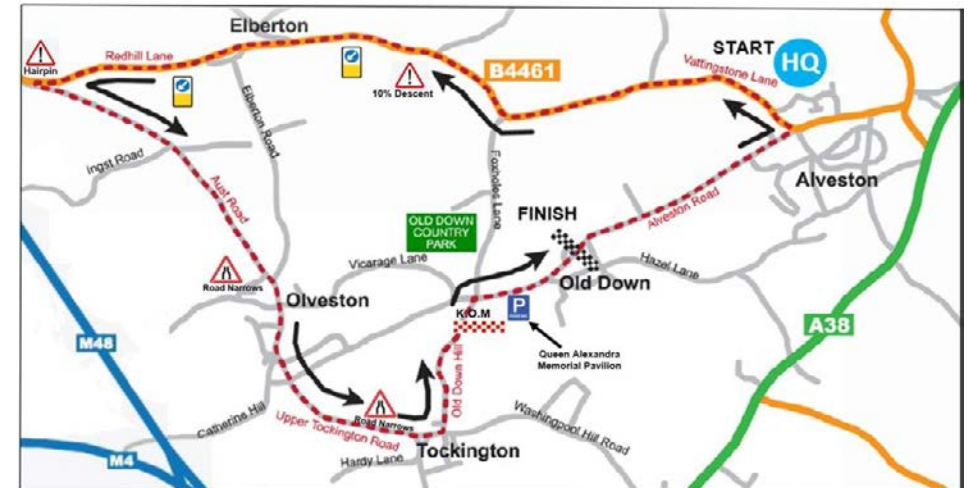 Elberton
START
HQ
Vattingstone Lane
Hairpin
Redhill Lane
B4461
10% Descent
Elberton Road
Ingst Road
Foxholes Lane
Alveston
Aust Road
Alveston Road
OLD DOWN
COUNTRY
PARK
FINISH
Vicarage Lane
Hazel Lane
Road Narrows
Olveston
Old Down
P
K.O.M
A38
M48
Queen Alexandra
Memorial Pavilion
Old Down Hill
Catherine Hill
Road Narrows
Upper Tockington Road
Washingpool Hill Road
Tockington
M4
Hardy Lane